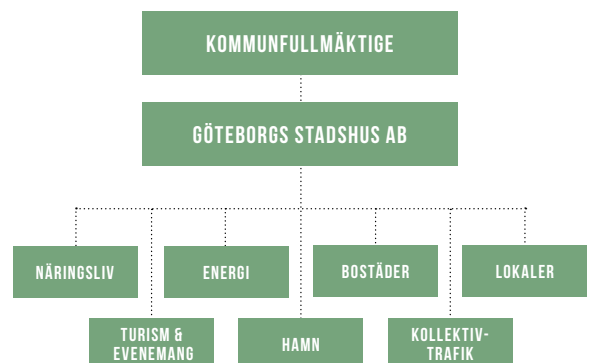 KOMMUNFULLMÄKTIGE
GÖTEBORGS STADSHUS AB
NÄRINGSLIV
ENERGI
BOSTÄDER
LOKALER
TURISM &
EVENEMANG
HAMN
KOLLEKTIV-
TRAFIK